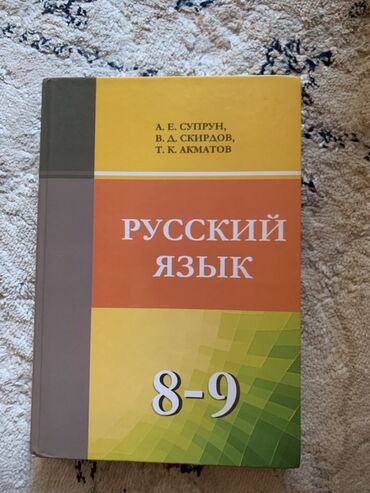 А. Е. СУПРУН,
В. Д. СКИРДОВ,
Т. К. АКМАТОВ
РУССКИЙ
ЯЗЫК
8-9